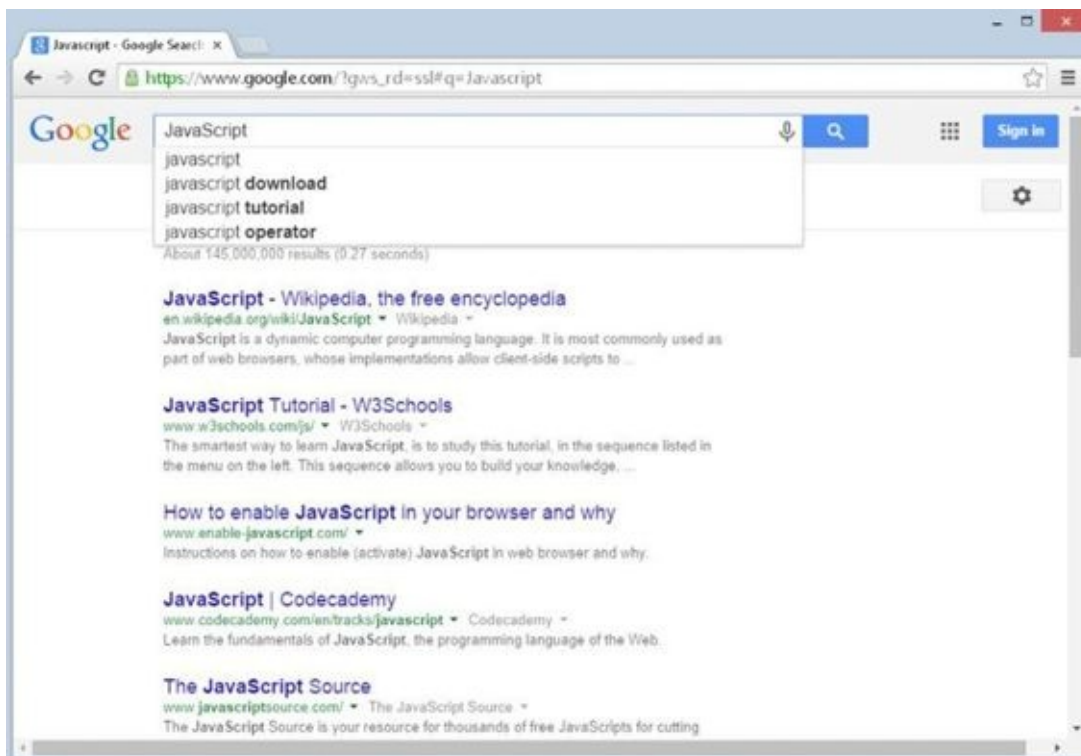 Javascript - Google Search
https://www.google.com/?gws_rd=ssl#q=Javascript
Google
JavaScript
Sign in
javascript
javascript download
javascript tutorial
javascript operator
About 145,000,000 results (0.27 seconds)
JavaScript - Wikipedia, the free encyclopedia
en.wikipedia.org/wiki/JavaScript Wikipedia
JavaScript is a dynamic computer programming language. It is most commonly used as
part of web browsers, whose implementations allow client-side scripts to ...
JavaScript Tutorial - W3Schools
www.w3schools.com/js/ W3Schools
The smartest way to learn JavaScript, is to study this tutorial, in the sequence listed in
the menu on the left. This sequence allows you to build your knowledge, ...
How to enable JavaScript in your browser and why
www.enable-javascript.com/
Instructions on how to enable (activate) JavaScript in web browser and why.
JavaScript | Codecademy
www.codecademy.com/en/tracks/javascript Codecademy
Learn the fundamentals of JavaScript, the programming language of the Web.
The JavaScript Source
www.javascriptsource.com/ The JavaScript Source
The JavaScript Source is your resource for thousands of free JavaScripts for cutting